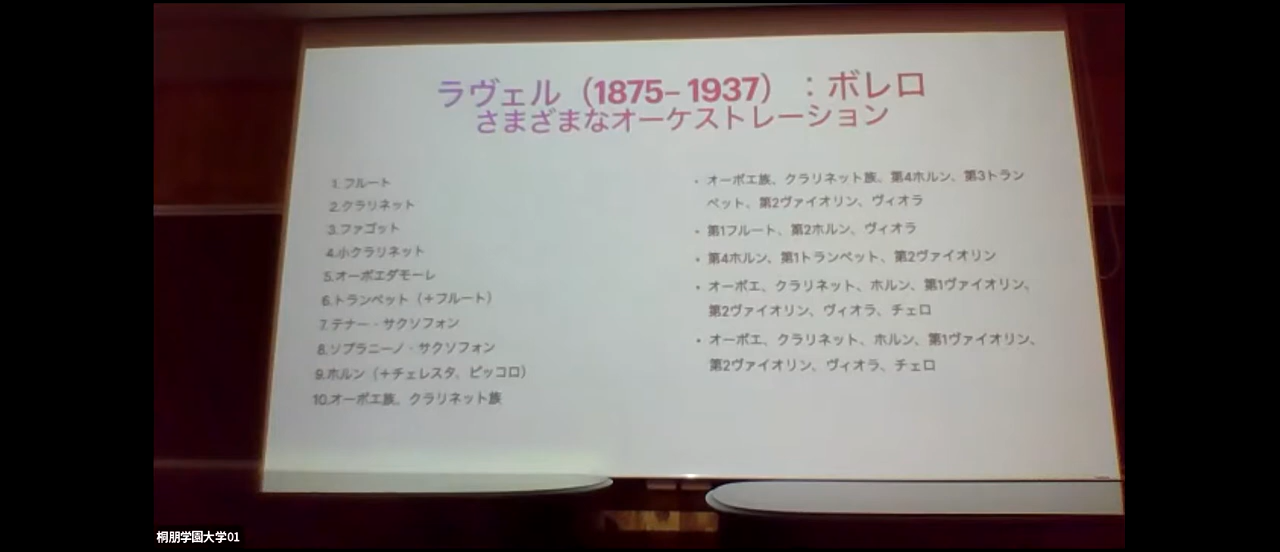 ラヴェル（1875– 1937）：ボレロ
さまざまなオーケストレーション
1. フルート
2.クラリネット
3.ファゴット
4.小クラリネット
5.オーボエダモーレ
6.トランペット（＋フルート）
7.テナー・サクソフォン
8.ソプラニーノ・サクソフォン
9.ホルン（＋チェレスタ、ピッコロ）
10.オーボエ族、クラリネット族
・オーボエ族、クラリネット族、第4ホルン、第3トラン
ペット、第2ヴァイオリン、ヴィオラ
・第1フルート、第2ホルン、ヴィオラ
・第4ホルン、第1トランペット、第2ヴァイオリン
・オーボエ、クラリネット、ホルン、第1ヴァイオリン、
第2ヴァイオリン、ヴィオラ、チェロ
・オーボエ、クラリネット、ホルン、第1ヴァイオリン、
第2ヴァイオリン、ヴィオラ、チェロ
桐朋学園大学01